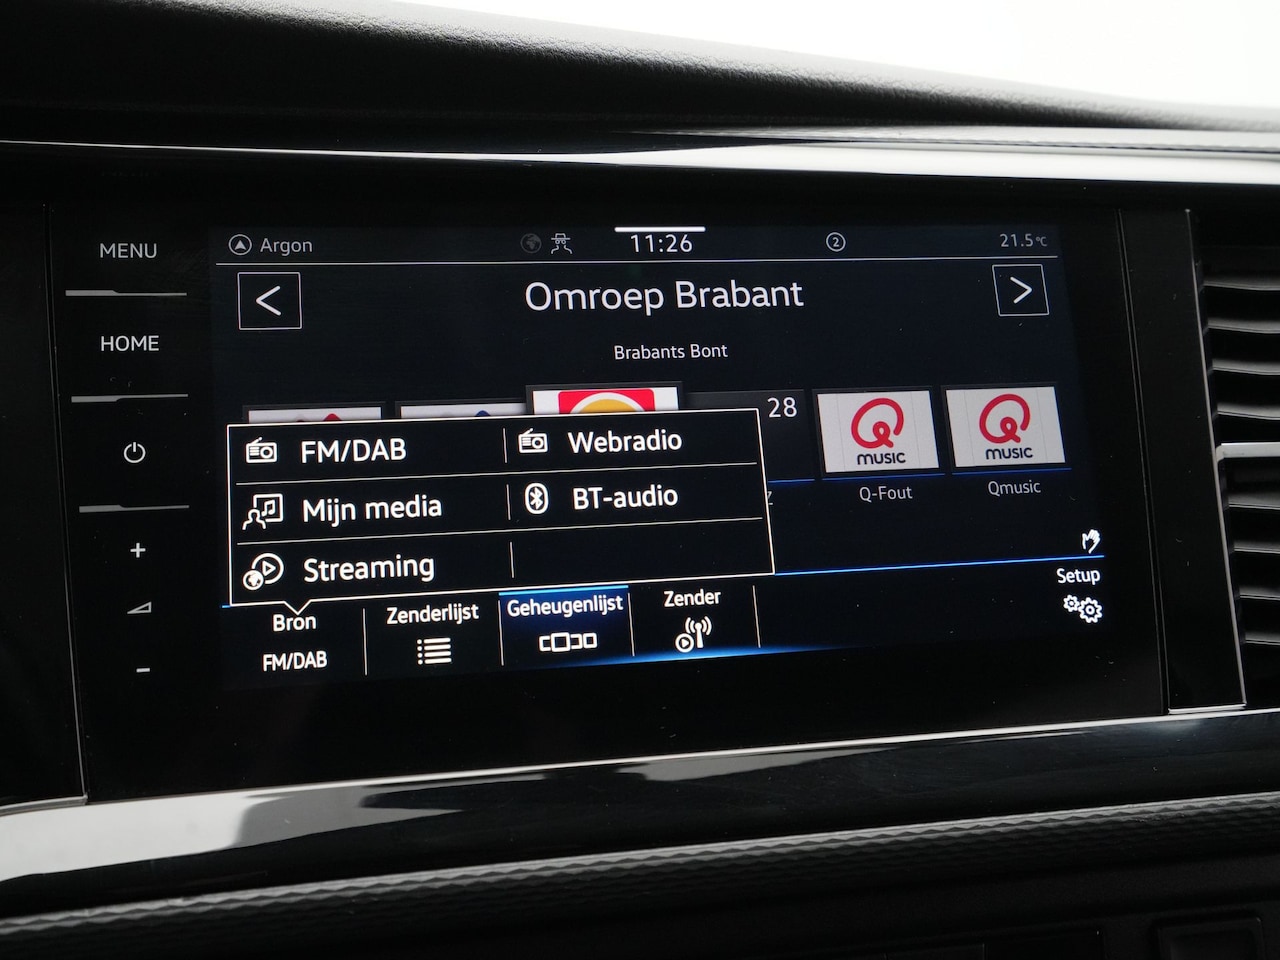 MENU
HOME
+
-
Argon
11:26
2
21.5°C
<
Omroep Brabant
>
Brabants Bont
28
MUSIC
MUSIC
Q-Fout
Qmusic
FM/DAB
Webradio
Mijn media
BT-audio
Streaming
Bron
FM/DAB
Zenderlijst
Geheugenlijst
Zender
Setup